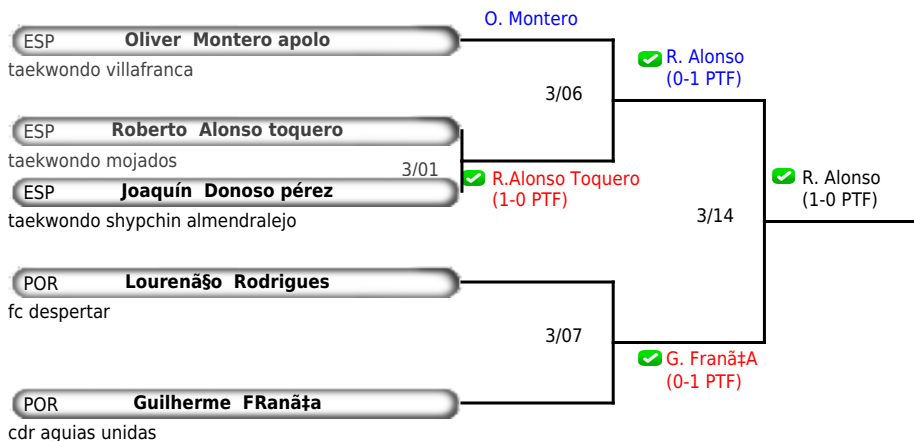 O. Montero
ESP Oliver Montero apolo
taekwondo villafranca
R. Alonso
(0-1 PTF)
3/06
ESP Roberto Alonso toquero
taekwondo mojados
3/01
R.Alonso Toquero
(1-0 PTF)
ESP Joaquín Donoso pérez
taekwondo shypchin almendralejo
R. Alonso
(1-0 PTF)
3/14
POR Lourenã§o Rodrigues
fc despertar
3/07
G. Franã‡A
(0-1 PTF)
POR Guilherme FRanã‡a
cdr aguias unidas